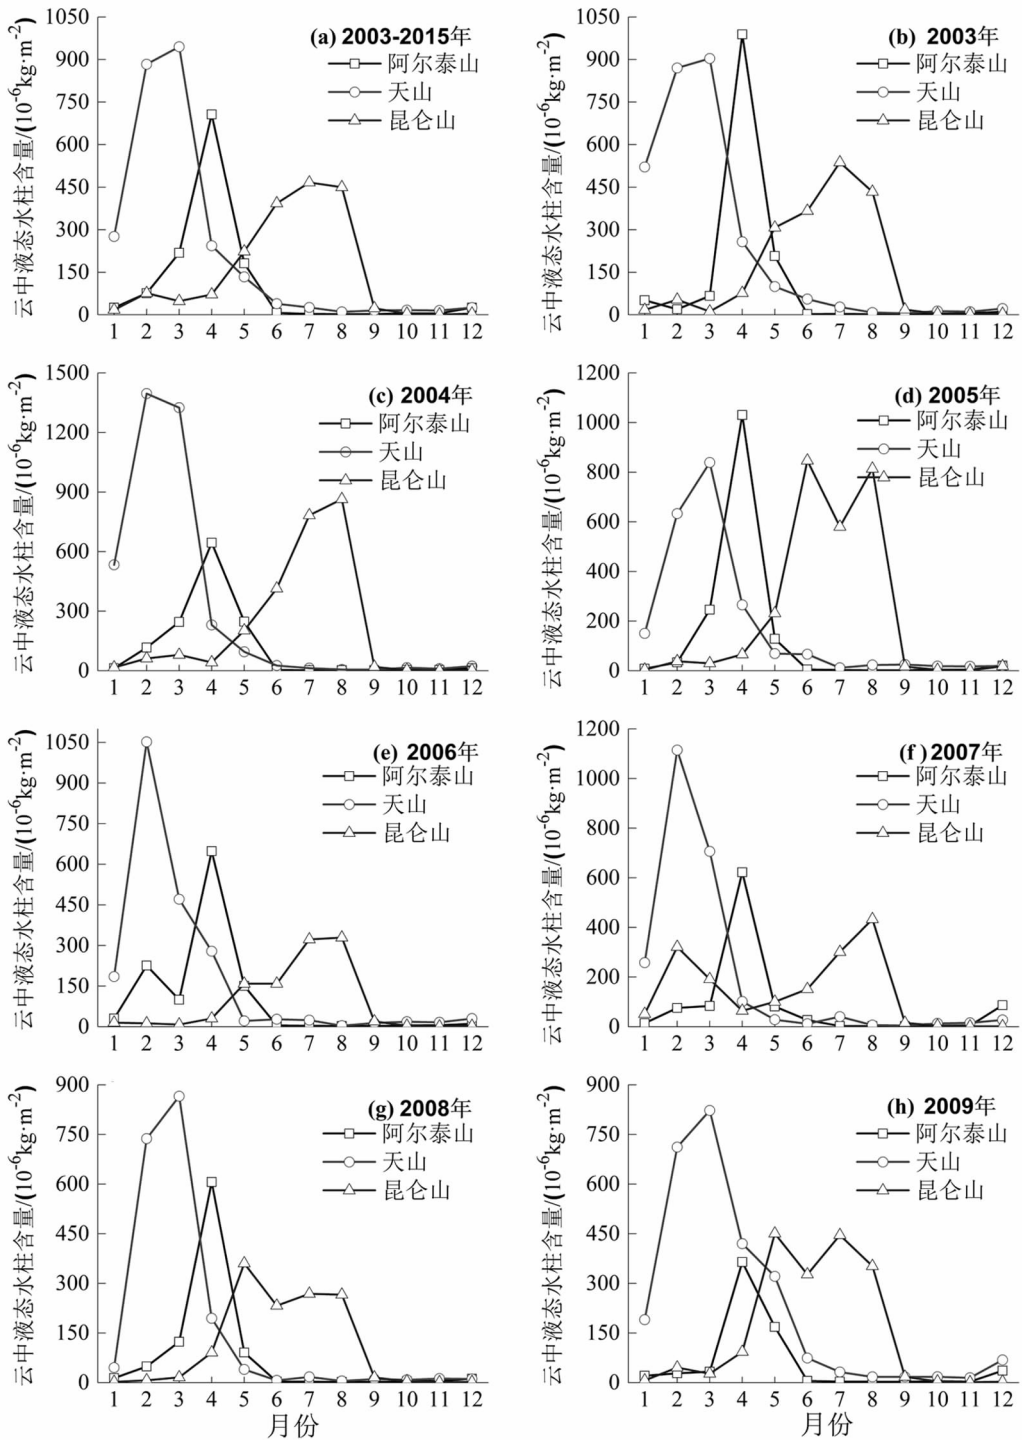 云中液态水柱含量/(10⁻⁶kg·m⁻²)
1050
900
750
600
450
300
150
0
(a) 2003-2015年
阿尔泰山
天山
昆仑山
1 2 3 4 5 6 7 8 9 10 11 12
云中液态水柱含量/(10⁻⁶kg·m⁻²)
1050
900
750
600
450
300
150
0
(b) 2003年
阿尔泰山
天山
昆仑山
1 2 3 4 5 6 7 8 9 10 11 12
云中液态水柱含量/(10⁻⁶kg·m⁻²)
1500
1200
900
600
300
0
(c) 2004年
阿尔泰山
天山
昆仑山
1 2 3 4 5 6 7 8 9 10 11 12
云中液态水柱含量/(10⁻⁶kg·m⁻²)
1200
1000
800
600
400
200
0
(d) 2005年
阿尔泰山
天山
昆仑山
1 2 3 4 5 6 7 8 9 10 11 12
云中液态水柱含量/(10⁻⁶kg·m⁻²)
1050
900
750
600
450
300
150
0
(e) 2006年
阿尔泰山
天山
昆仑山
1 2 3 4 5 6 7 8 9 10 11 12
云中液态水柱含量/(10⁻⁶kg·m⁻²)
1200
1000
800
600
400
200
0
(f ) 2007年
阿尔泰山
天山
昆仑山
1 2 3 4 5 6 7 8 9 10 11 12
云中液态水柱含量/(10⁻⁶kg·m⁻²)
900
750
600
450
300
150
0
(g) 2008年
阿尔泰山
天山
昆仑山
1 2 3 4 5 6 7 8 9 10 11 12
月份
云中液态水柱含量/(10⁻⁶kg·m⁻²)
900
750
600
450
300
150
0
(h) 2009年
阿尔泰山
天山
昆仑山
1 2 3 4 5 6 7 8 9 10 11 12
月份